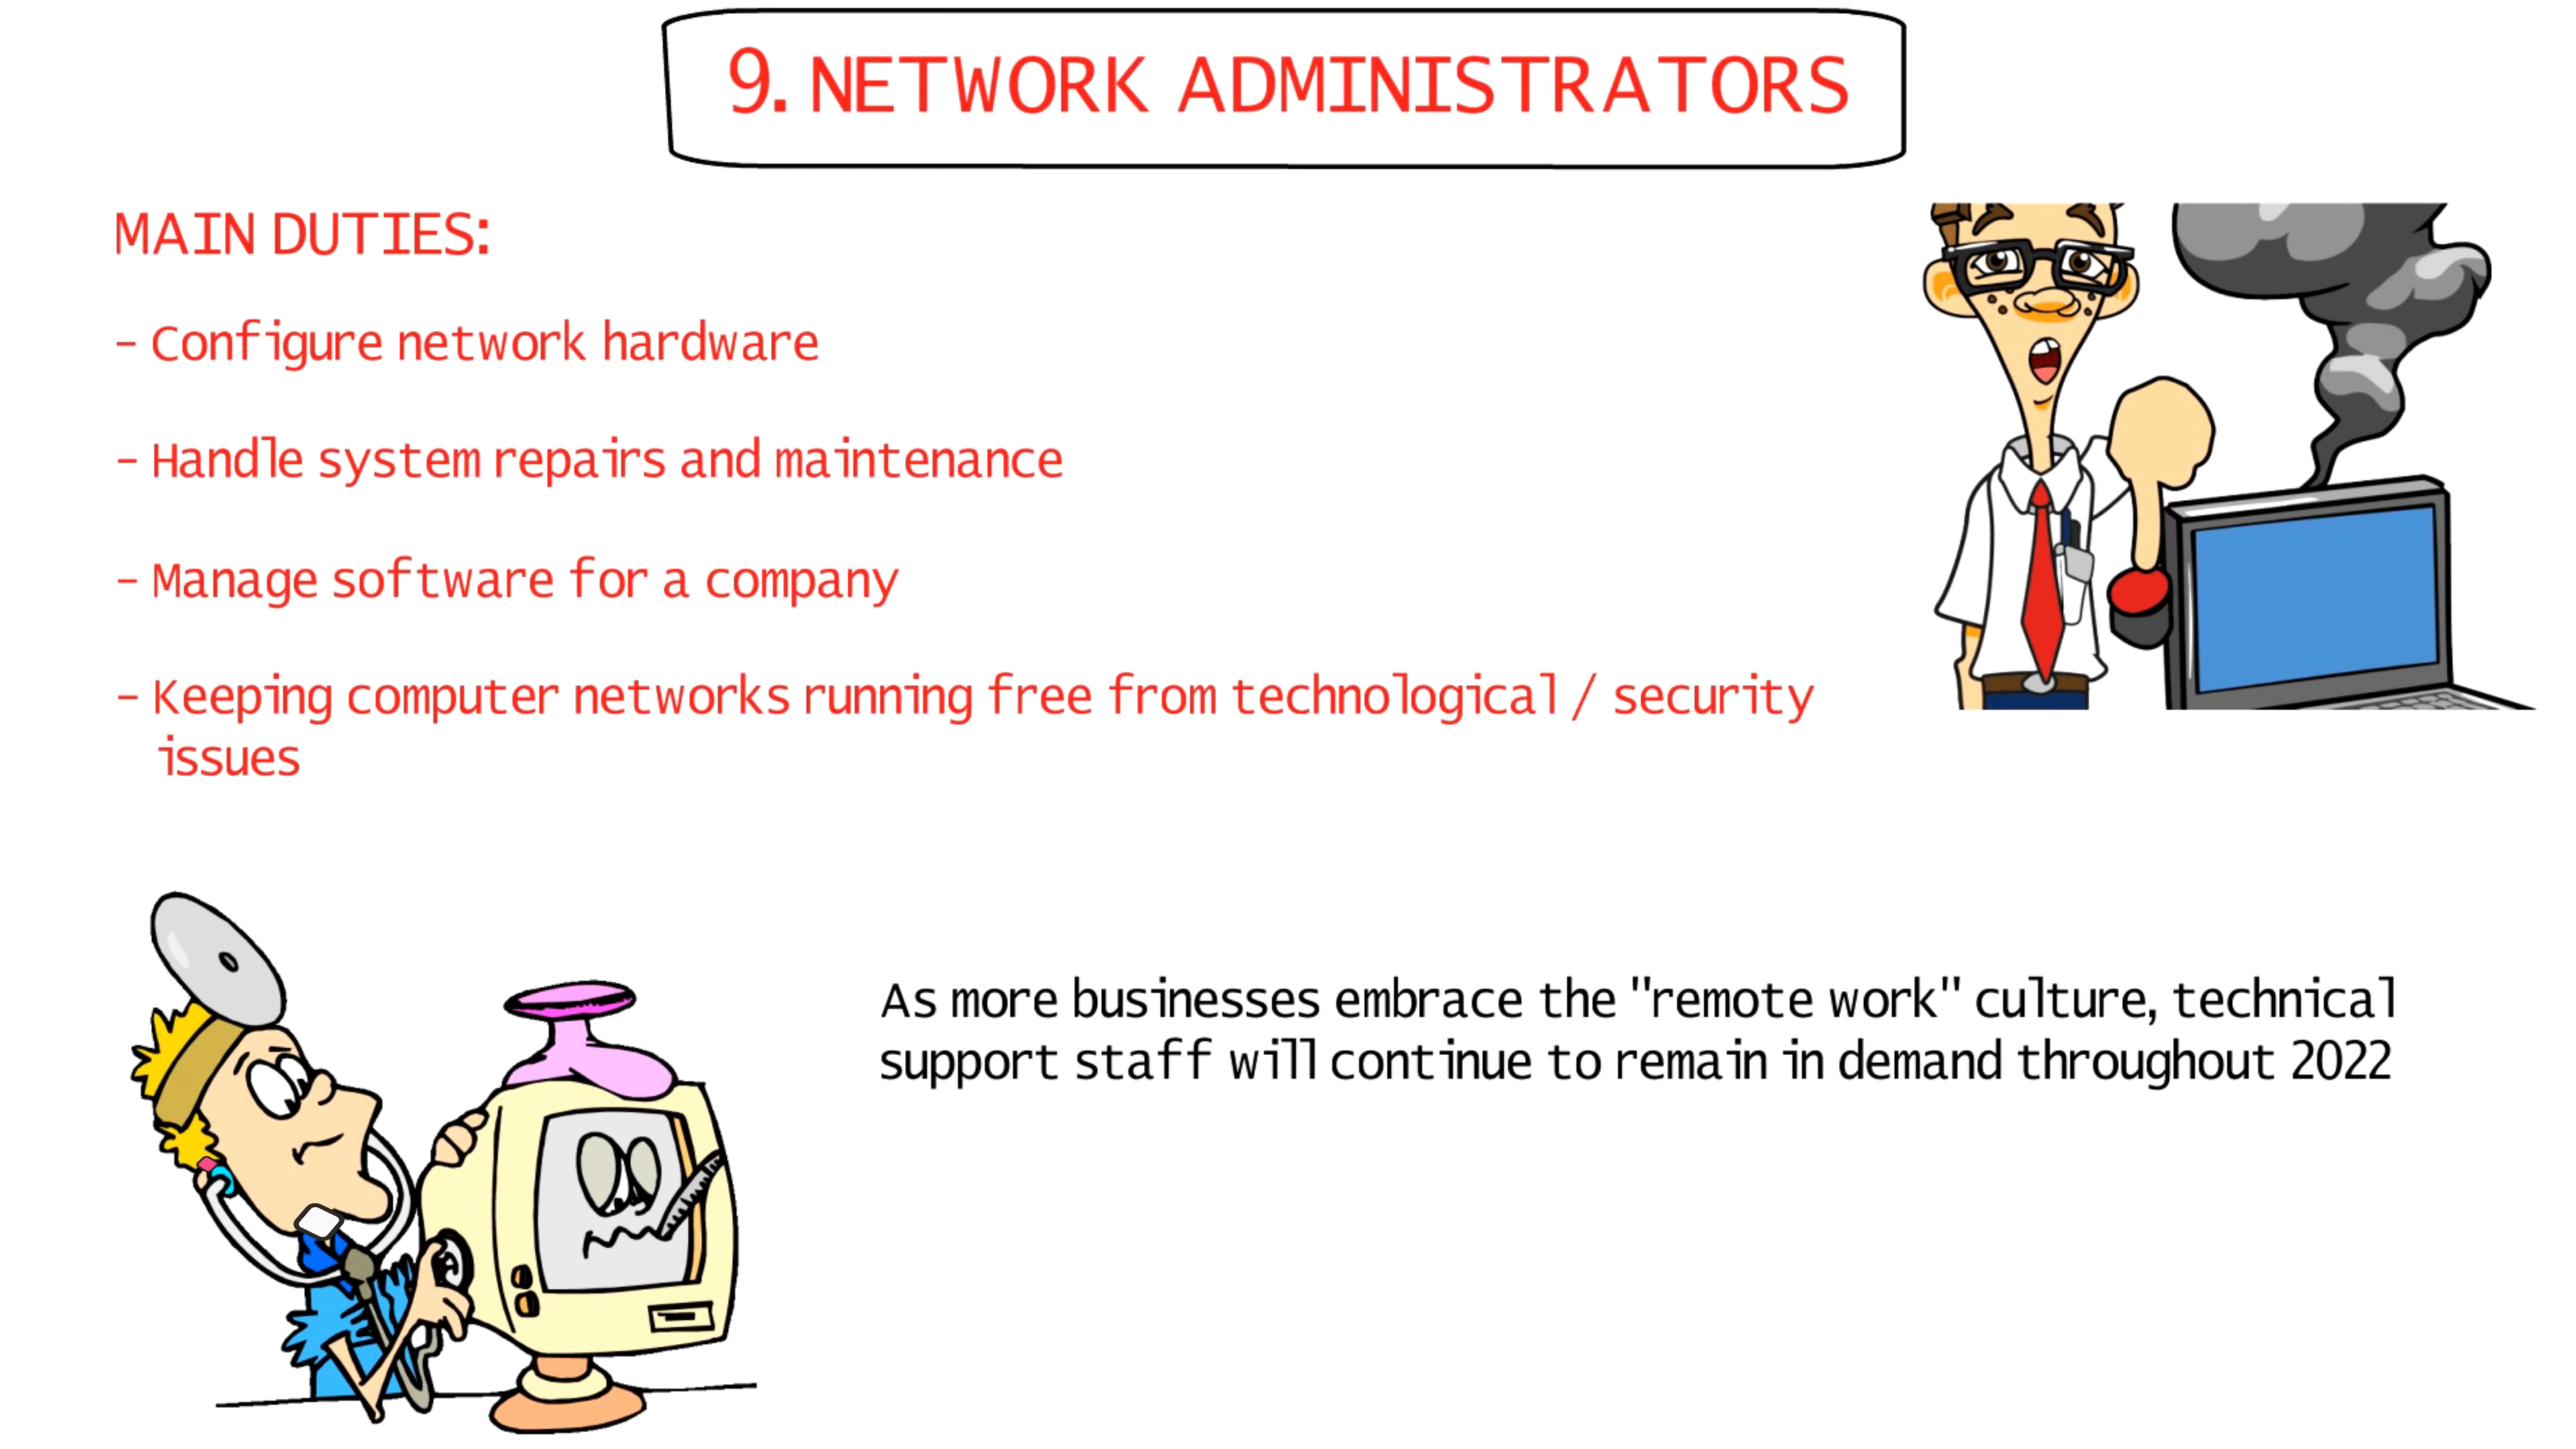 9. NETWORK ADMINISTRATORS
MAIN DUTIES:
- Configure network hardware
- Handle system repairs and maintenance
- Manage software for a company
- Keeping computer networks running free from technological / security
issues
As more businesses embrace the "remote work" culture, technical
support staff will continue to remain in demand throughout 2022